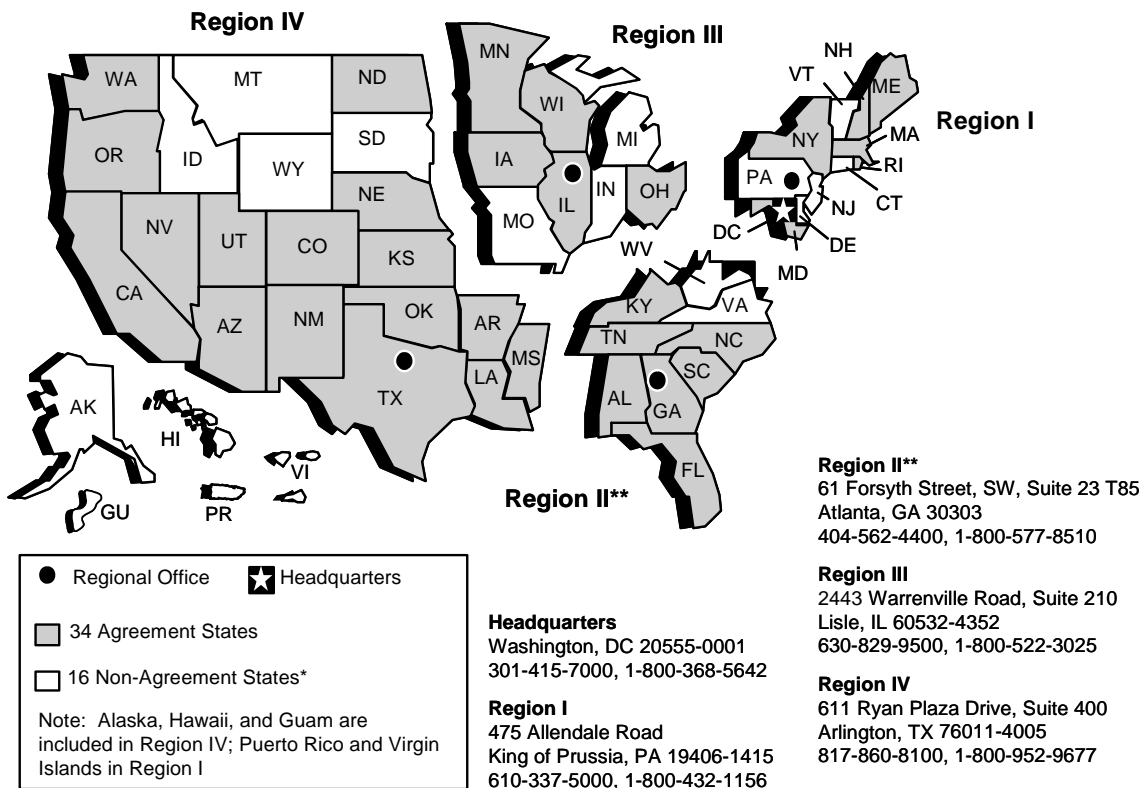 Region IV
Region III
Region I
WA
MT
ND
MN
OR
ID
WY
SD
NE
NV
UT
CO
KS
CA
AZ
NM
OK
TX
AR
LA
MS
AK
HI
GU
PR
VI
WI
IA
MI
IL
IN
OH
MO
NH
VT
ME
NY
MA
RI
CT
PA
NJ
DE
DC
MD
WV
KY
VA
TN
NC
SC
AL
GA
FL
Region II**
Regional Office
Headquarters
34 Agreement States
16 Non-Agreement States*
Note: Alaska, Hawaii, and Guam are
included in Region IV; Puerto Rico and Virgin
Islands in Region I
Headquarters
Washington, DC 20555-0001
301-415-7000, 1-800-368-5642
Region I
475 Allendale Road
King of Prussia, PA 19406-1415
610-337-5000, 1-800-432-1156
Region II**
61 Forsyth Street, SW, Suite 23 T85
Atlanta, GA 30303
404-562-4400, 1-800-577-8510
Region III
2443 Warrenville Road, Suite 210
Lisle, IL 60532-4352
630-829-9500, 1-800-522-3025
Region IV
611 Ryan Plaza Drive, Suite 400
Arlington, TX 76011-4005
817-860-8100, 1-800-952-9677